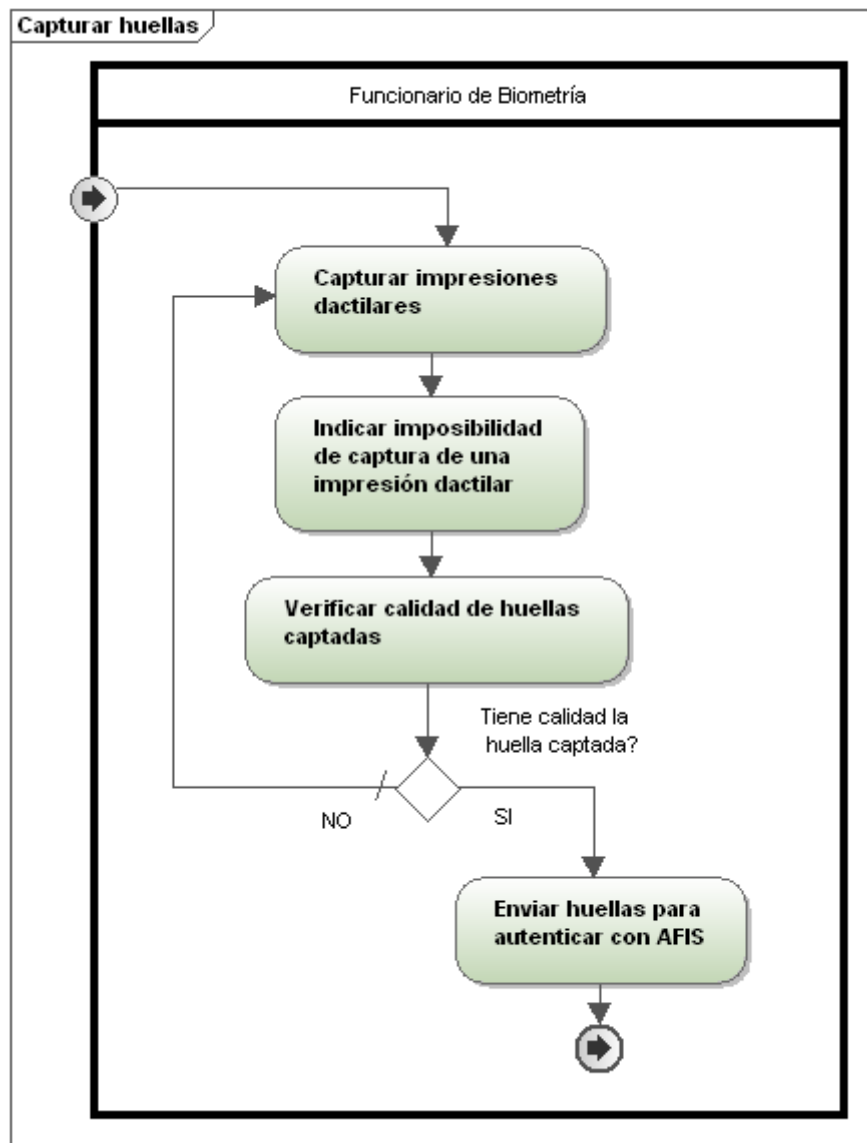 Capturar huellas
Funcionario de Biometría
Capturar impresiones
dactilares
Indicar imposibilidad
de captura de una
impresión dactilar
Verificar calidad de huellas
captadas
Tiene calidad la
huella captada?
NO
SI
Enviar huellas para
autenticar con AFIS